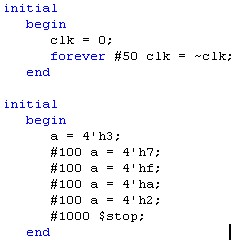 initial
begin
clk = 0;
forever #50 clk = ~clk;
end
initial
begin
a = 4'h3;
#100 a = 4'h7;
#100 a = 4'hf;
#100 a = 4'ha;
#100 a = 4'h2;
#1000 $stop;
end